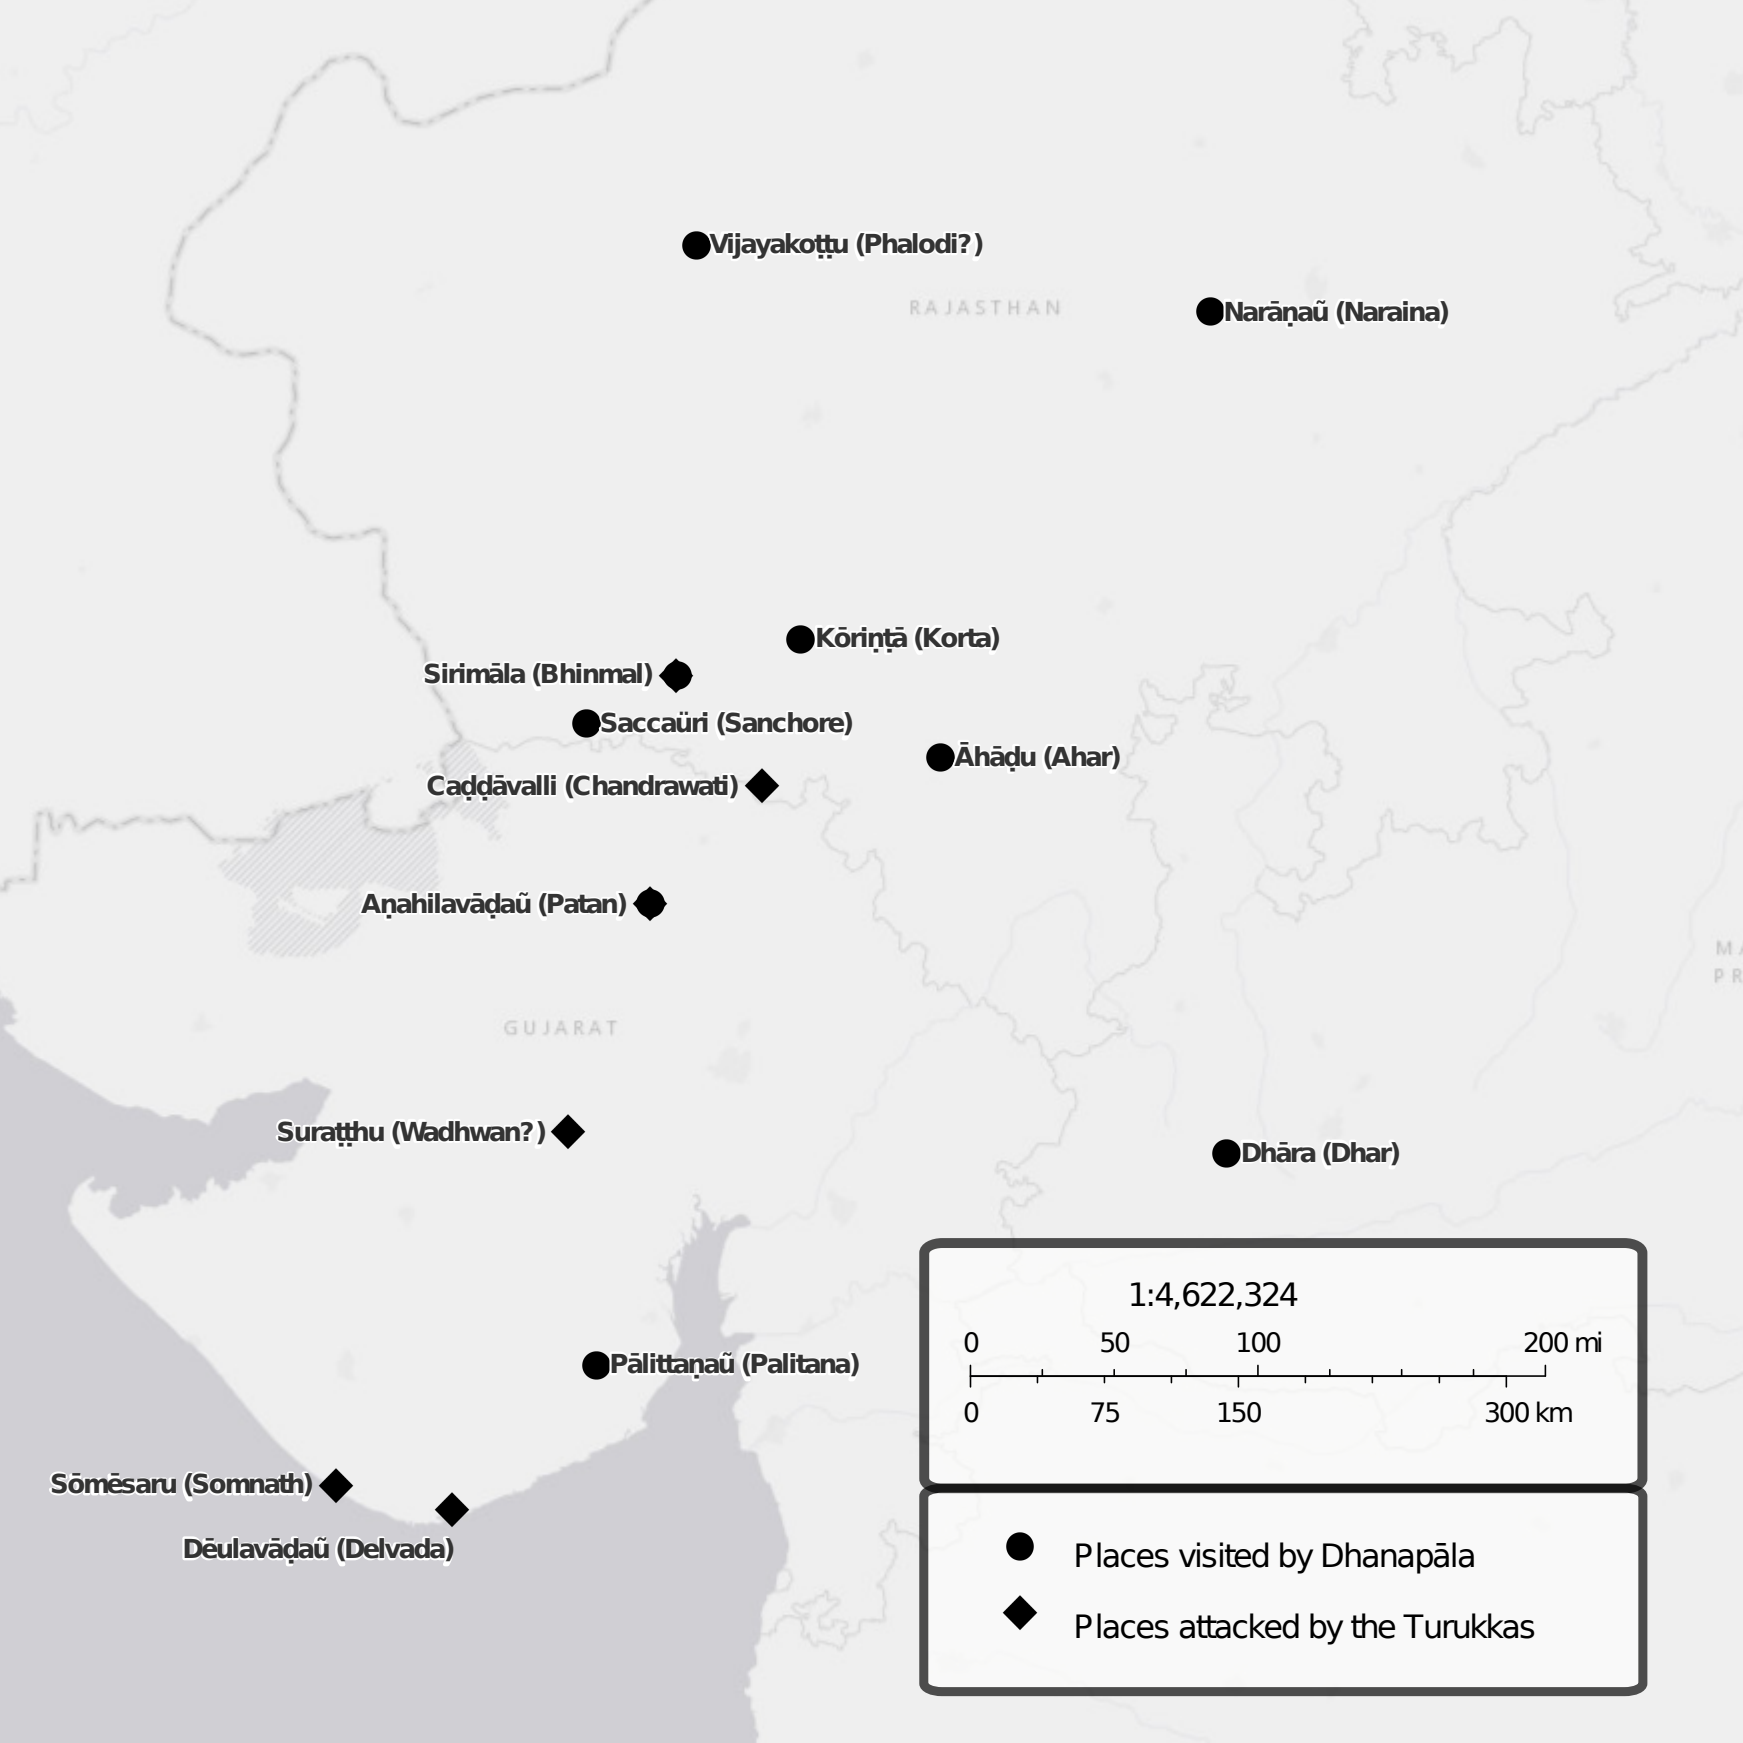 Vijayakoṭṭu (Phalodi?)
RAJASTHAN
Narāṇaũ (Naraina)
Kōriṇṭā (Korta)
Sirimāla (Bhinmal)
Saccaüri (Sanchore)
Āhāḍu (Ahar)
Caḍḍāvalli (Chandrawati)
Aṇahilavāḍaũ (Patan)
MA
PR
GUJARAT
Suraṭṭhu (Wadhwan?)
Dhāra (Dhar)
1:4,622,324
0 50 100 200 mi
0 75 150 300 km
Pālittaṇaũ (Palitana)
Sōmēsaru (Somnath)
Dēulavāḍaũ (Delvada)
Places visited by Dhanapāla
Places attacked by the Turukkas